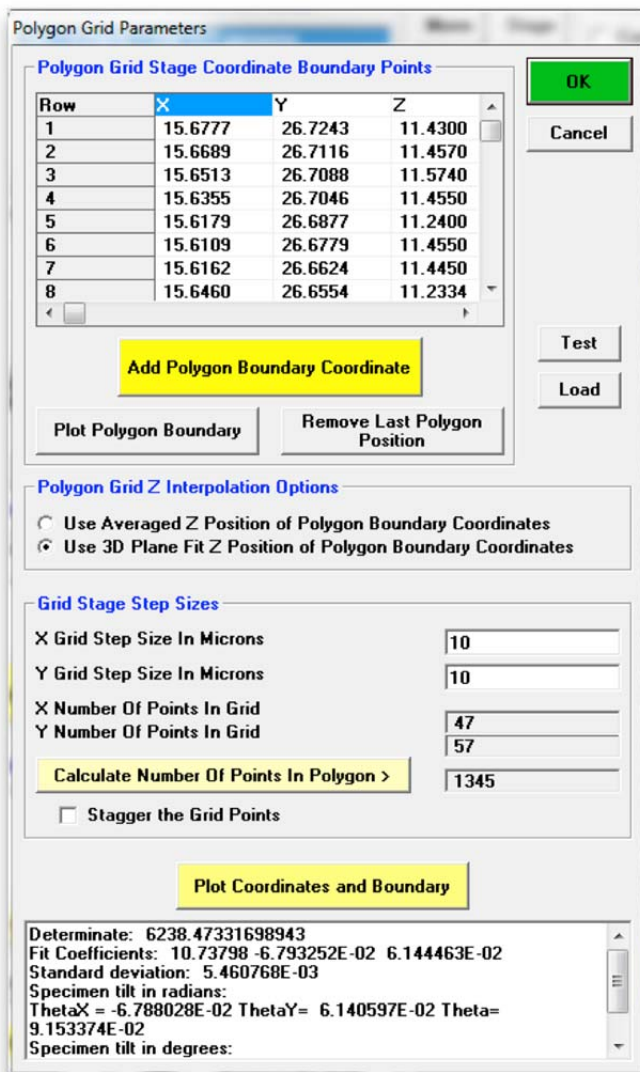 Polygon Grid Parameters
Polygon Grid Stage Coordinate Boundary Points
Row X Y Z
1 15.6777 26.7243 11.4300
2 15.6689 26.7116 11.4570
3 15.6513 26.7088 11.5740
4 15.6355 26.7046 11.4550
5 15.6179 26.6877 11.2400
6 15.6109 26.6779 11.4550
7 15.6162 26.6624 11.4450
8 15.6460 26.6554 11.2334
Add Polygon Boundary Coordinate
Plot Polygon Boundary
Remove Last Polygon
Position
OK
Cancel
Test
Load
Polygon Grid Z Interpolation Options
Use Averaged Z Position of Polygon Boundary Coordinates
Use 3D Plane Fit Z Position of Polygon Boundary Coordinates
Grid Stage Step Sizes
X Grid Step Size In Microns 10
Y Grid Step Size In Microns 10
X Number Of Points In Grid 47
Y Number Of Points In Grid 57
Calculate Number Of Points In Polygon > 1345
Stagger the Grid Points
Plot Coordinates and Boundary
Determinate: 6238.47331698943
Fit Coefficients: 10.73798 -6.793252E-02 6.144463E-02
Standard deviation: 5.460768E-03
Specimen tilt in radians:
ThetaX = -6.788028E-02 ThetaY= 6.140597E-02 Theta=
9.153374E-02
Specimen tilt in degrees: